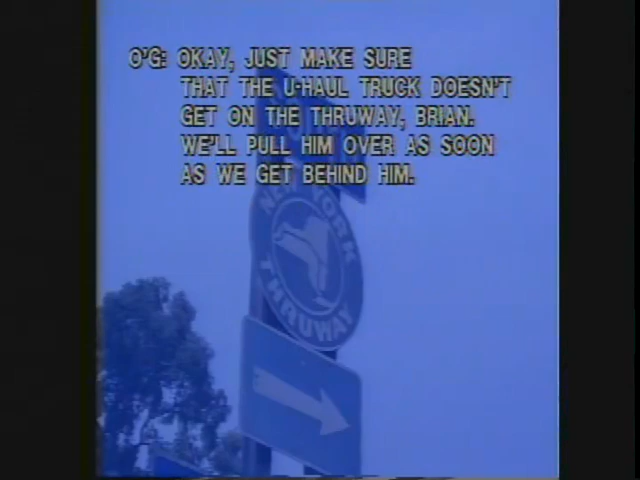 O'G: OKAY, JUST MAKE SURE
THAT THE U-HAUL TRUCK DOESN'T
GET ON THE THRUWAY, BRIAN.
WE'LL PULL HIM OVER AS SOON
AS WE GET BEHIND HIM.
NEW YORK
THRUWAY